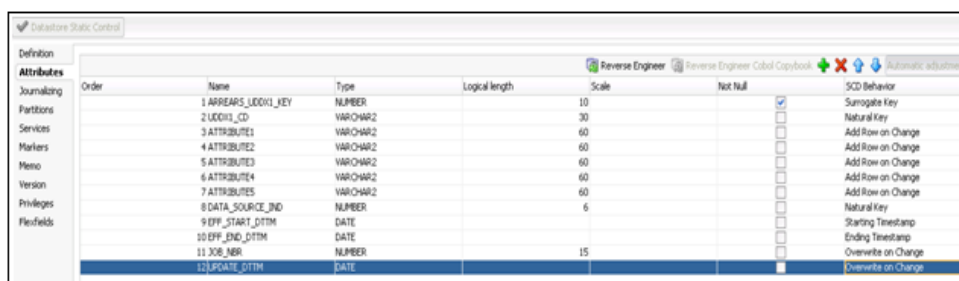 Datastore Static Control
Definition
Attributes
Journalizing
Partitions
Services
Markers
Memo
Version
Privileges
Flexfields
Reverse Engineer Reverse Engineer Cobol Copybook Automatic adjustme
Order Name Type Logical length Scale Not Null SCD Behavior
1 ARREARS_UDDX1_KEY NUMBER 10 Surrogate Key
2 UDDX1_CD VARCHAR2 30 Natural Key
3 ATTRIBUTE1 VARCHAR2 60 Add Row on Change
4 ATTRIBUTE2 VARCHAR2 60 Add Row on Change
5 ATTRIBUTE3 VARCHAR2 60 Add Row on Change
6 ATTRIBUTE4 VARCHAR2 60 Add Row on Change
7 ATTRIBUTE5 VARCHAR2 60 Add Row on Change
8 DATA_SOURCE_IND NUMBER 6 Natural Key
9 EFF_START_DTTM DATE Starting Timestamp
10 EFF_END_DTTM DATE Ending Timestamp
11 JOB_NBR NUMBER 15 Overwrite on Change
12 UPDATE_DTTM DATE Overwrite on Change